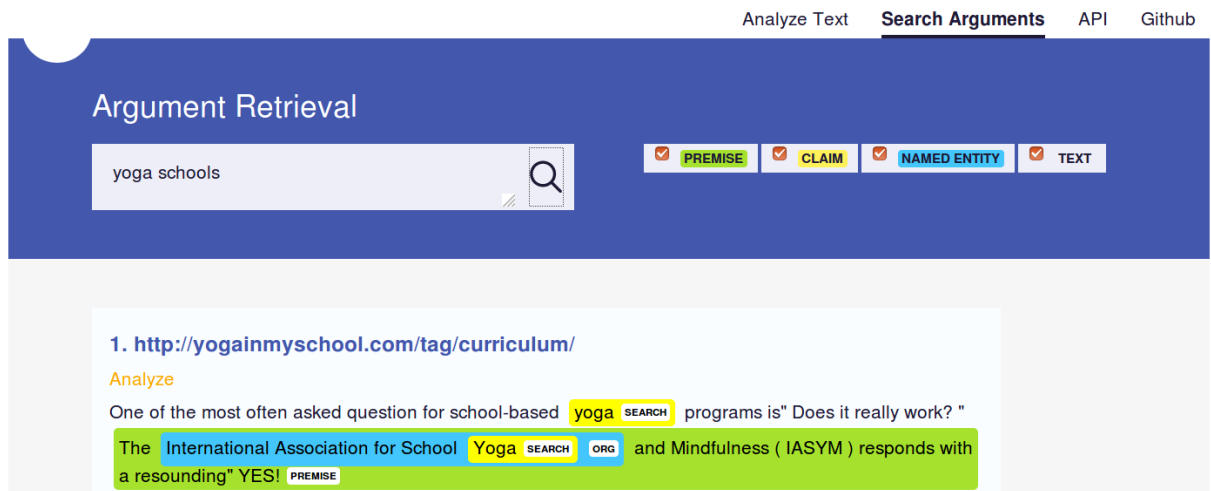 Analyze Text Search Arguments API Github
Argument Retrieval
yoga schools
PREMISE CLAIM NAMED ENTITY TEXT
1. http://yogainmyschool.com/tag/curriculum/
Analyze
One of the most often asked question for school-based yoga SEARCH programs is" Does it really work? "
The International Association for School Yoga SEARCH ORG and Mindfulness ( IASYM ) responds with
a resounding" YES! PREMISE